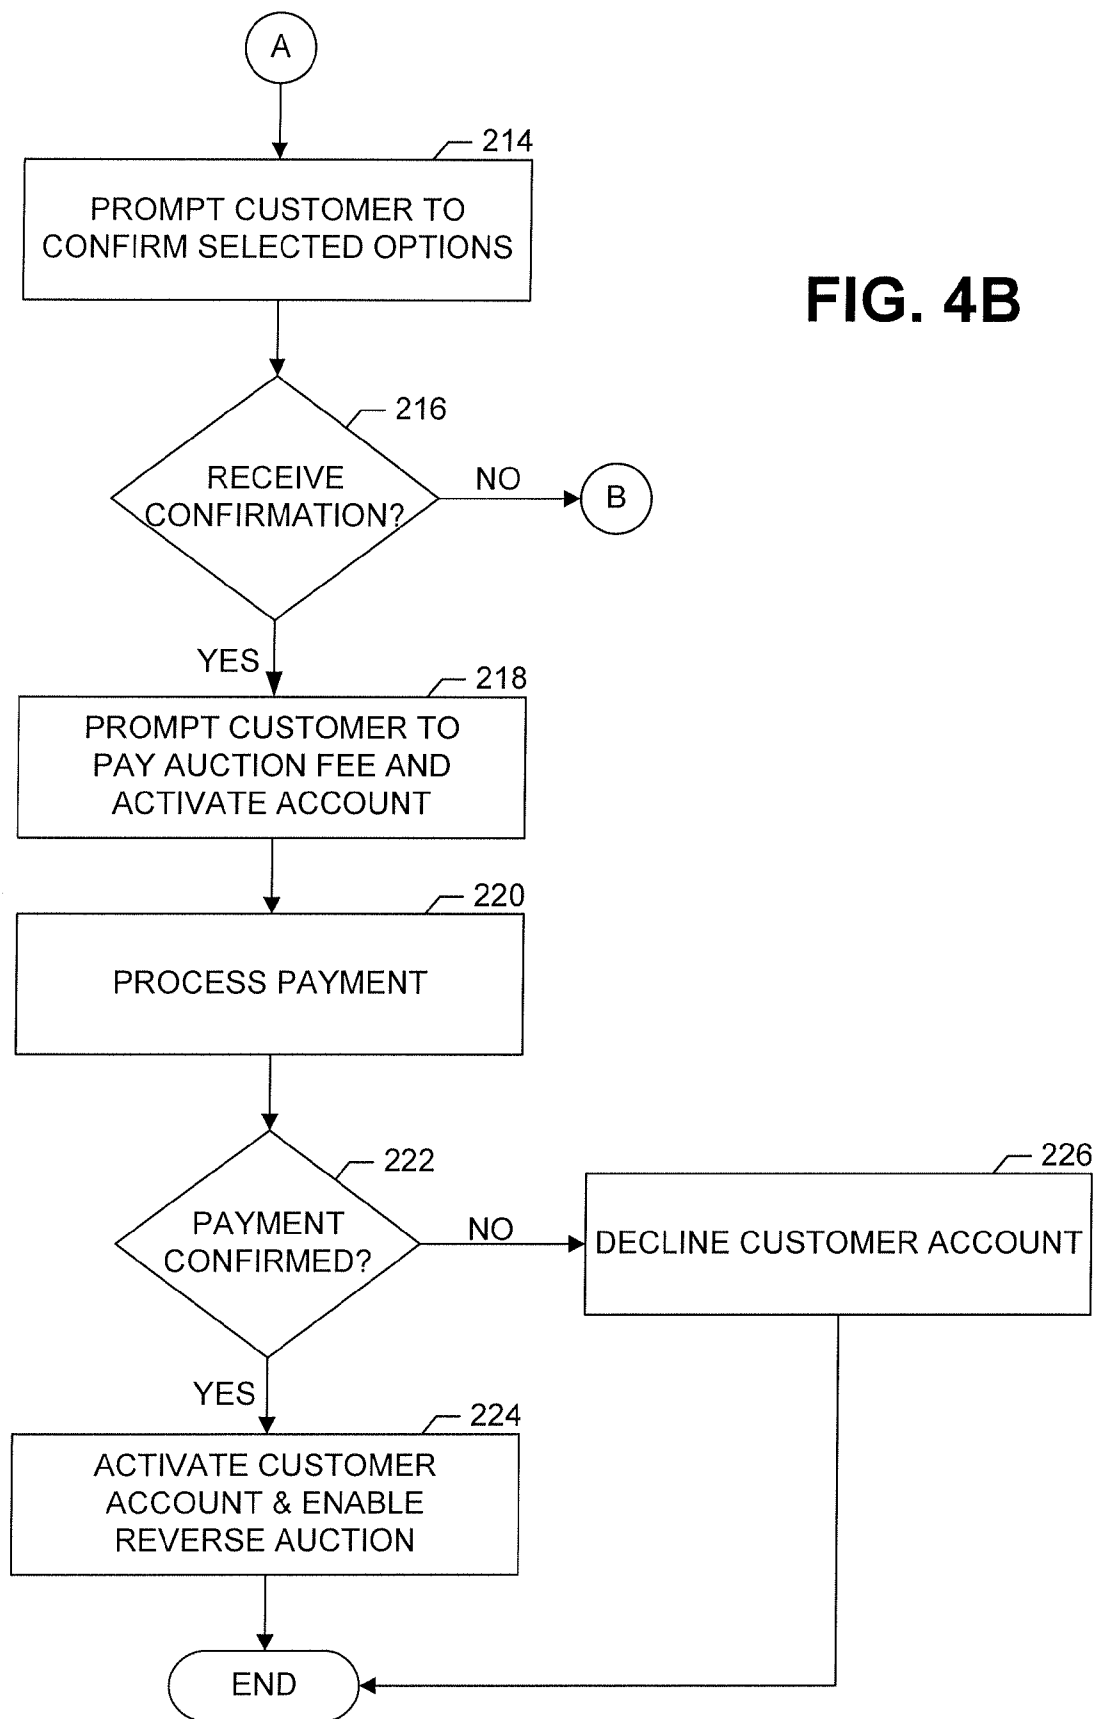 A
214
PROMPT CUSTOMER TO
CONFIRM SELECTED OPTIONS
FIG. 4B
216
RECEIVE
CONFIRMATION?
NO
B
YES
218
PROMPT CUSTOMER TO
PAY AUCTION FEE AND
ACTIVATE ACCOUNT
220
PROCESS PAYMENT
222
PAYMENT
CONFIRMED?
NO
226
DECLINE CUSTOMER ACCOUNT
YES
224
ACTIVATE CUSTOMER
ACCOUNT & ENABLE
REVERSE AUCTION
END